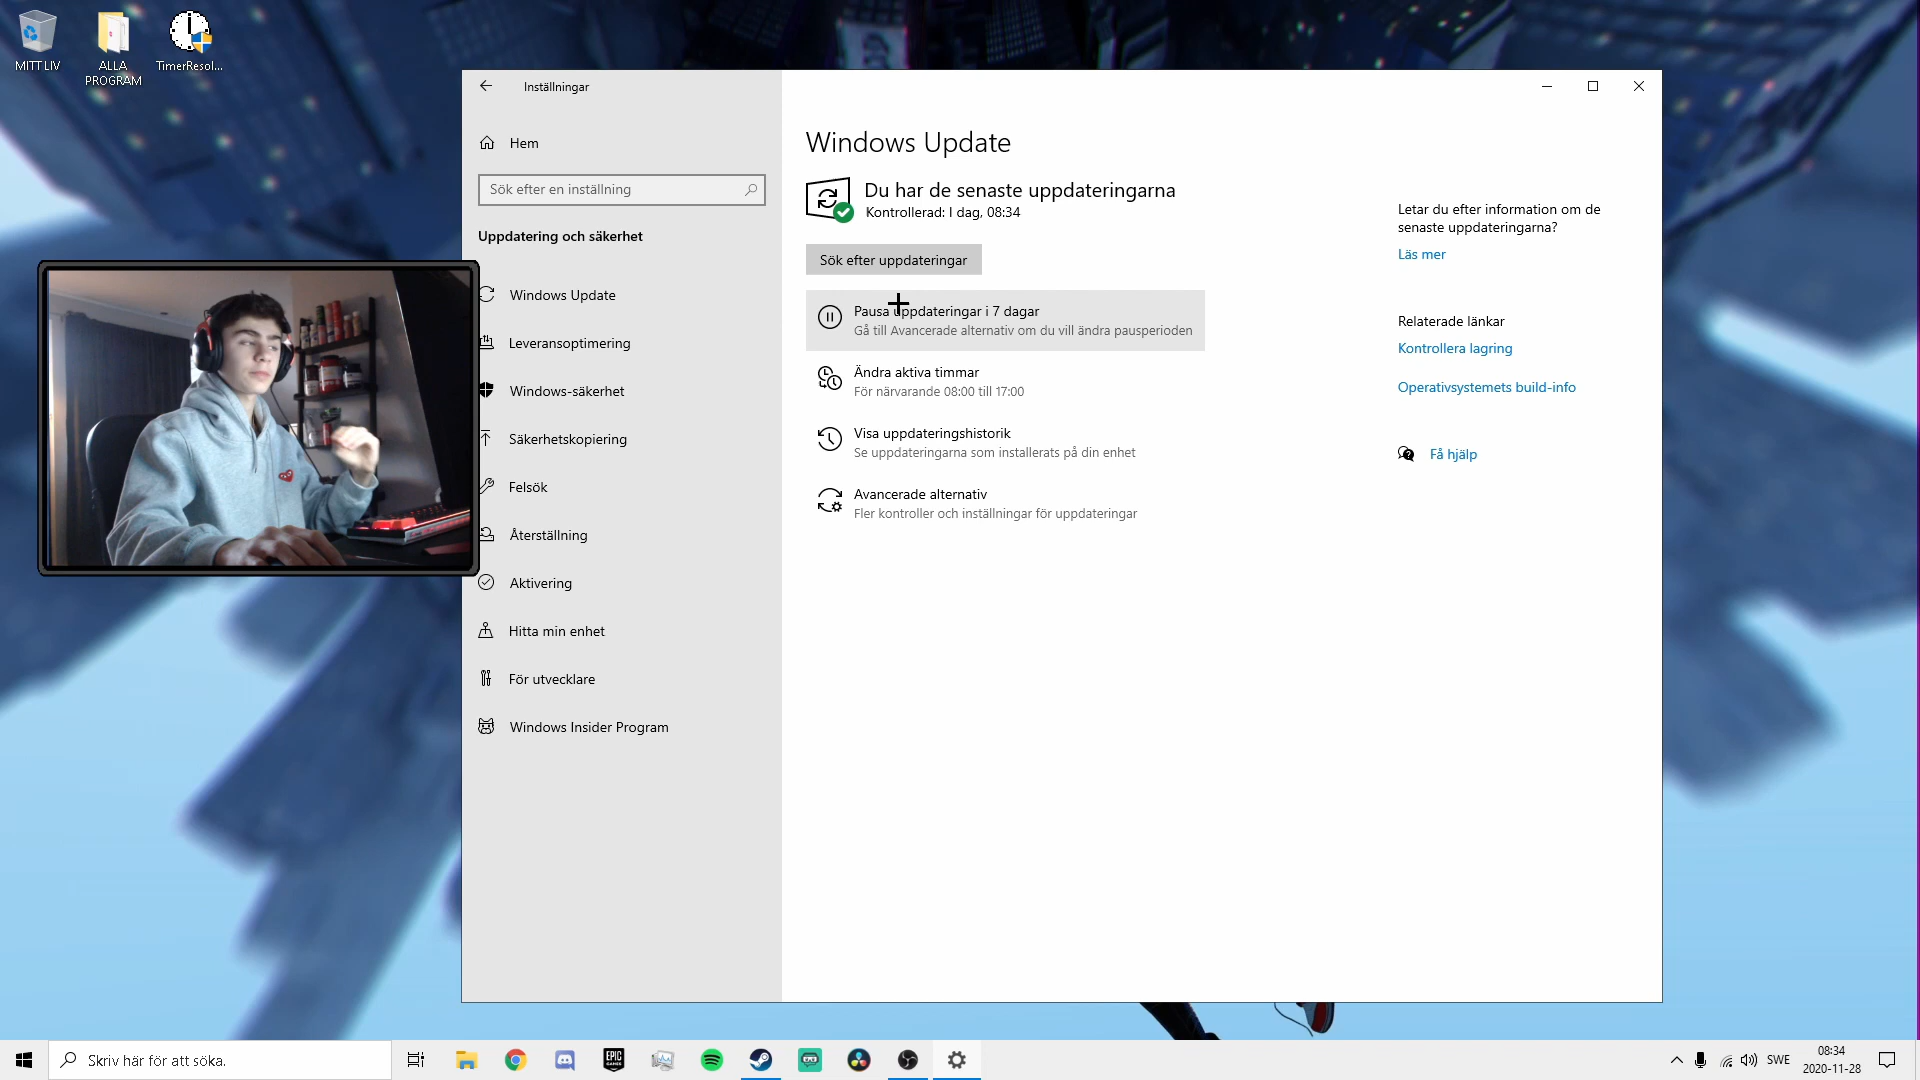 MITT LIV
ALLA
PROGRAM
TimerResol...
Inställningar
Hem
Sök efter en inställning
Uppdatering och säkerhet
Windows Update
Leveransoptimering
Windows-säkerhet
Säkerhetskopiering
Felsök
Återställning
Aktivering
Hitta min enhet
För utvecklare
Windows Insider Program
Windows Update
Du har de senaste uppdateringarna
Kontrollerad: I dag, 08:34
Sök efter uppdateringar
Pausa uppdateringar i 7 dagar
Gå till Avancerade alternativ om du vill ändra pausperioden
Ändra aktiva timmar
För närvarande 08:00 till 17:00
Visa uppdateringshistorik
Se uppdateringarna som installerats på din enhet
Avancerade alternativ
Fler kontroller och inställningar för uppdateringar
Letar du efter information om de
senaste uppdateringarna?
Läs mer
Relaterade länkar
Kontrollera lagring
Operativsystemets build-info
Få hjälp
Skriv här för att söka.
EPIC
GAMES
SWE
08:34
2020-11-28